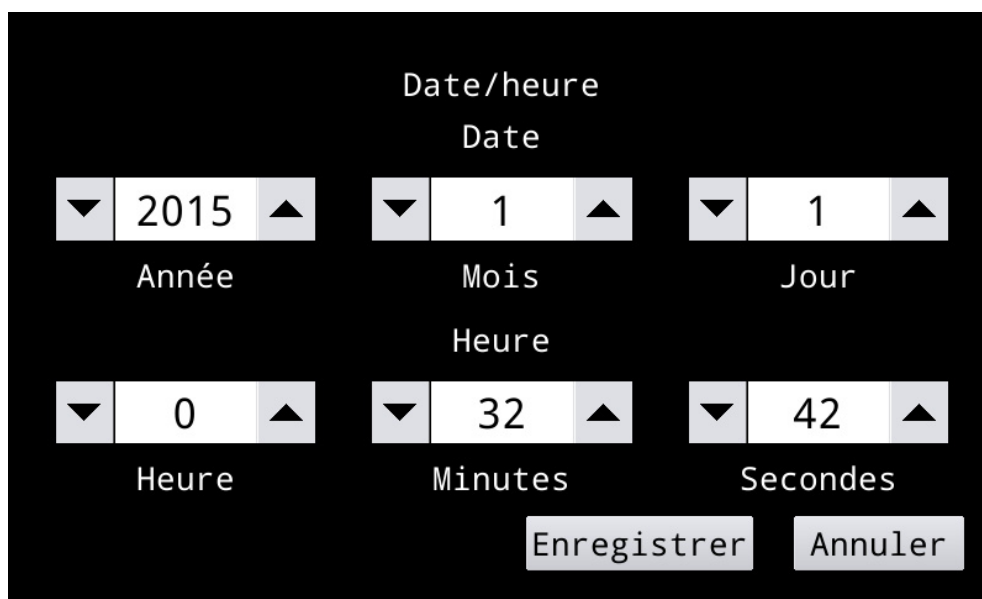 Date/heure
Date
2015 1 1
Année Mois Jour
Heure
0 32 42
Heure Minutes Secondes
Enregistrer Annuler